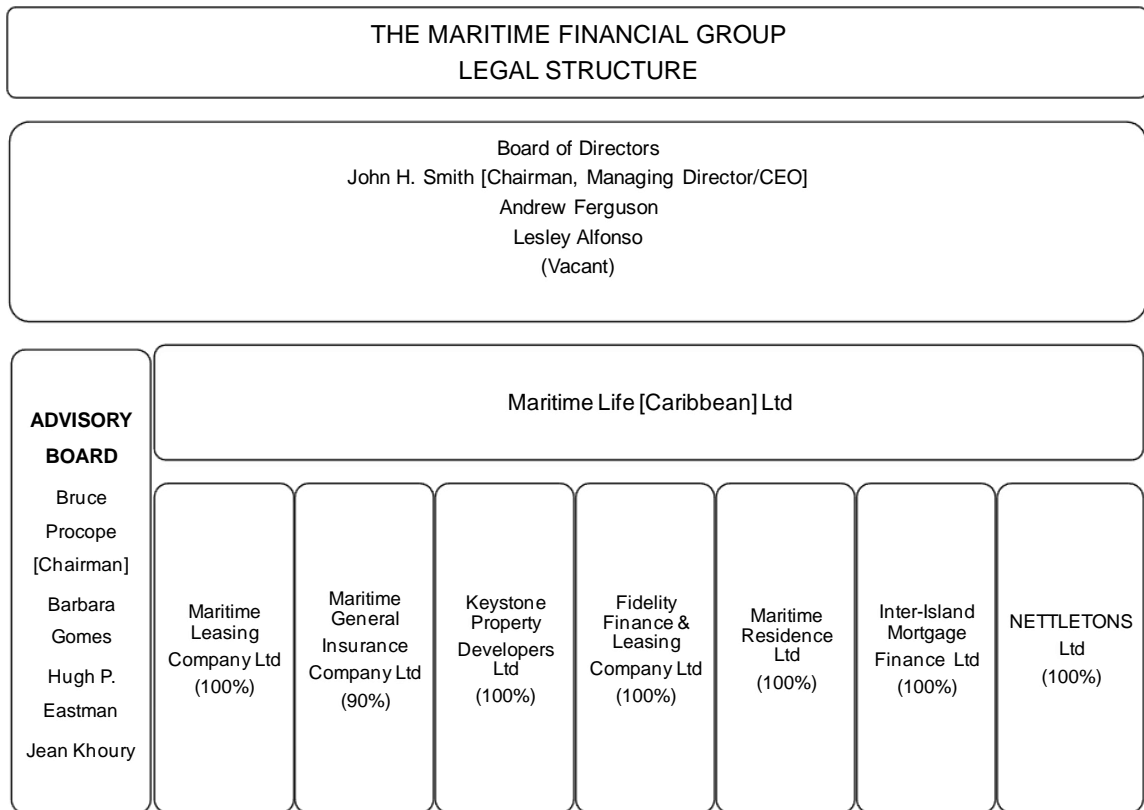 THE MARITIME FINANCIAL GROUP
LEGAL STRUCTURE
Board of Directors
John H. Smith [Chairman, Managing Director/CEO]
Andrew Ferguson
Lesley Alfonso
(Vacant)
ADVISORY
BOARD
Bruce
Procope
[Chairman]
Barbara
Gomes
Hugh P.
Eastman
Jean Khoury
Maritime Life [Caribbean] Ltd
Maritime
Leasing
Company Ltd
(100%)
Maritime
General
Insurance
Company Ltd
(90%)
Keystone
Property
Developers
Ltd
(100%)
Fidelity
Finance &
Leasing
Company Ltd
(100%)
Maritime
Residence
Ltd
(100%)
Inter-Island
Mortgage
Finance Ltd
(100%)
NETTLETONS
Ltd
(100%)